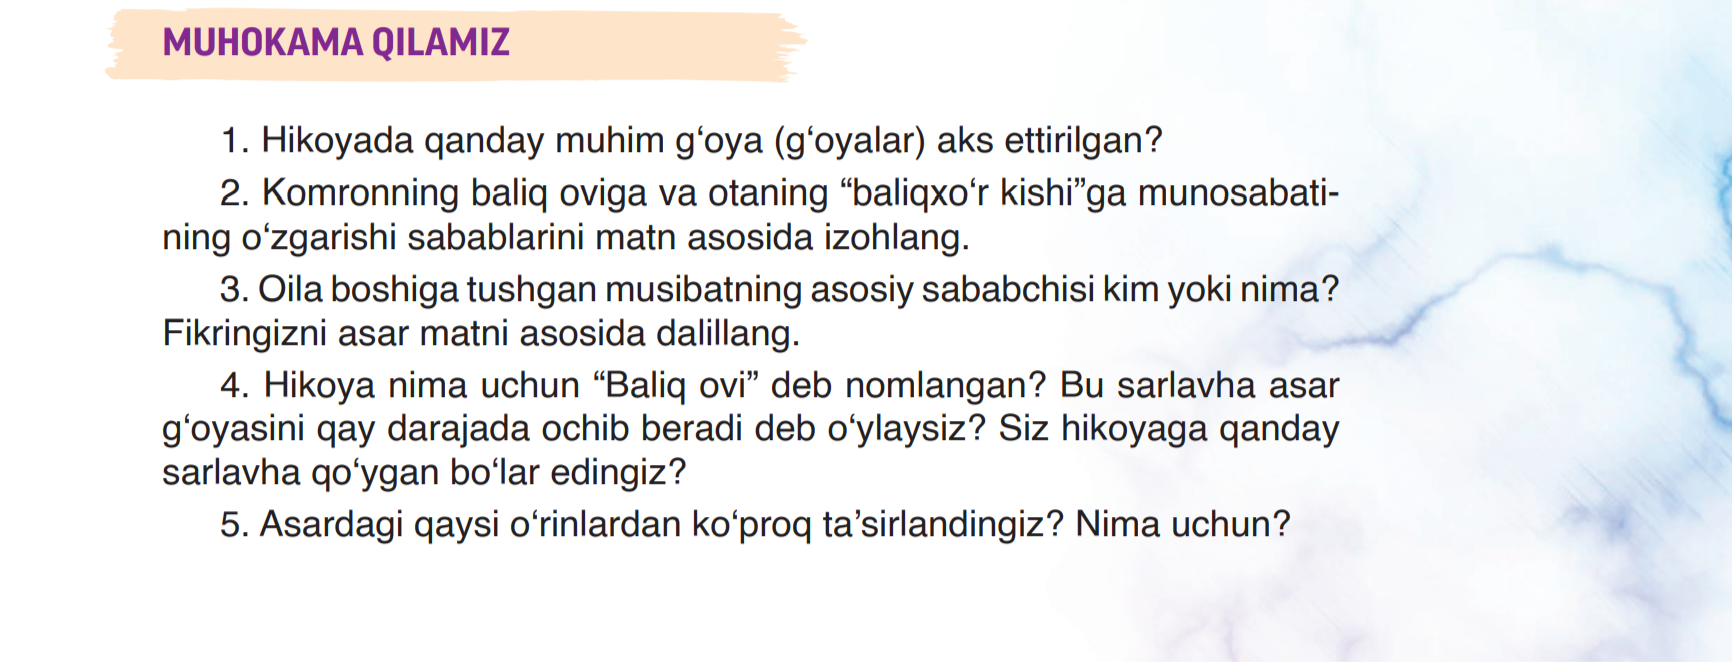 MUHOKAMA QILAMIZ
1. Hikoyada qanday muhim g‘oya (g‘oyalar) aks ettirilgan?
2. Komronning baliq oviga va otaning “baliqxo‘r kishi”ga munosabati-
ning o‘zgarishi sabablarini matn asosida izohlang.
3. Oila boshiga tushgan musibatning asosiy sababchisi kim yoki nima?
Fikringizni asar matni asosida dalillang.
4. Hikoya nima uchun “Baliq ovi” deb nomlangan? Bu sarlavha asar
g‘oyasini qay darajada ochib beradi deb o‘ylaysiz? Siz hikoyaga qanday
sarlavha qo‘ygan bo‘lar edingiz?
5. Asardagi qaysi o‘rinlardan ko‘proq ta’sirlandingiz? Nima uchun?